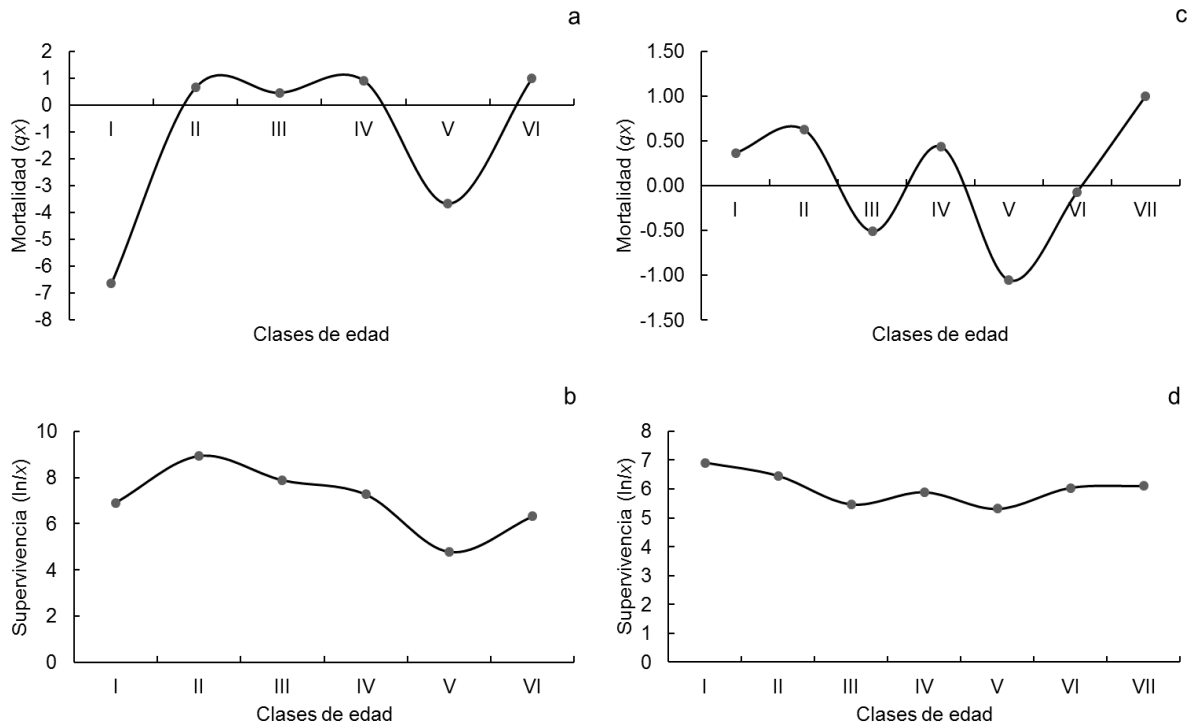 a
Mortalidad (qx)
2
1
0
-1
-2
-3
-4
-5
-6
-7
-8
I II III IV V VI
Clases de edad
c
Mortalidad (qx)
1.50
1.00
0.50
0.00
-0.50
-1.00
-1.50
I II III IV V VI VII
Clases de edad
b
Supervivencia (lnlx)
10
8
6
4
2
0
I II III IV V VI
Clases de edad
d
Supervivencia (lnlx)
8
7
6
5
4
3
2
1
0
I II III IV V VI VII
Clases de edad